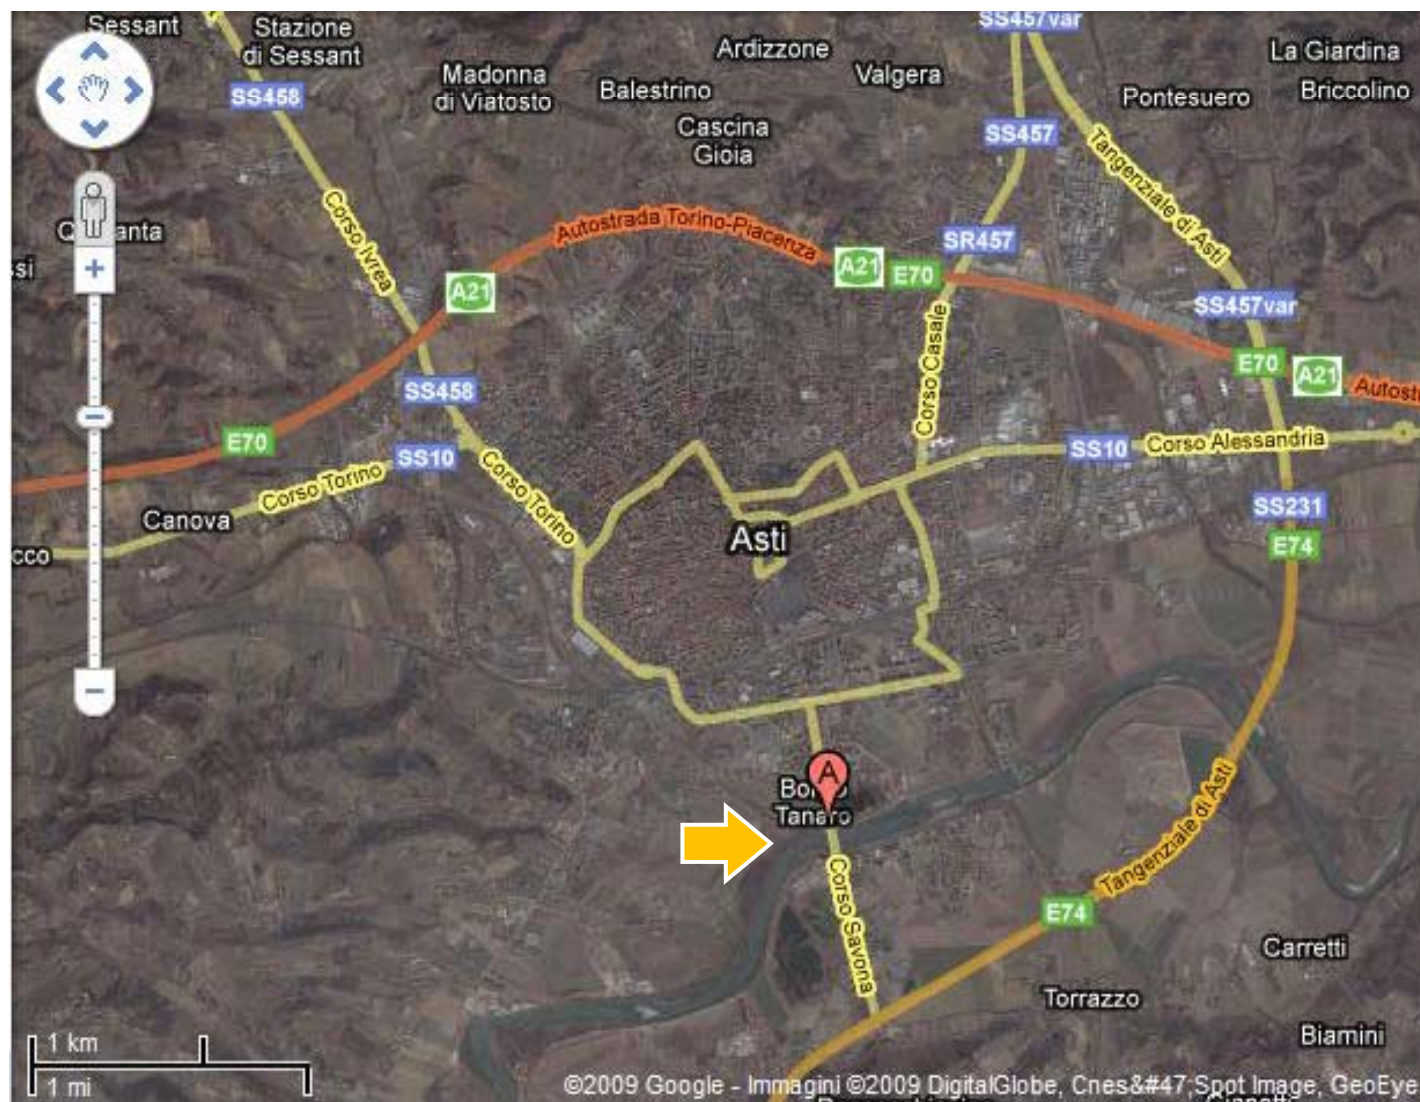 Sessant
Stazione
di Sessant
SS457var
Ardizzone
La Giardina
SS458
Madonna
di Viatosto
Balestrino
Valgera
Pontesuero
Briccolino
Cascina
Gioia
SS457
Tangenziale di Asti
Corso Ivrea
Autostrada Torino-Piacenza
SR457
A21
A21
E70
SS457var
Corso Casale
E70
A21
SS458
E70
SS10
Corso Torino
Corso Torino
SS10
Corso Alessandria
Canova
Asti
SS231
E74
A
Tanaro
Tangenziale di Asti
Corso Savona
E74
Carretti
Torrazzo
Biamini
1 km
1 mi
©2009 Google - Immagini ©2009 DigitalGlobe, Cnes&#47;Spot Image, GeoEye